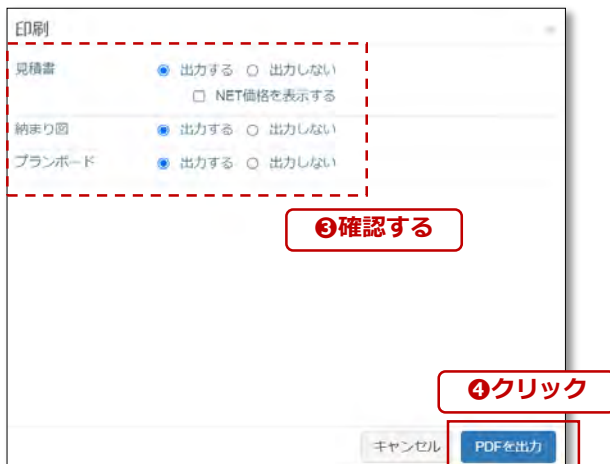 印刷
見積書 出力する 出力しない
NET価格を表示する
納まり図 出力する 出力しない
プランボード 出力する 出力しない
❸確認する
❹クリック
キャンセル PDFを出力